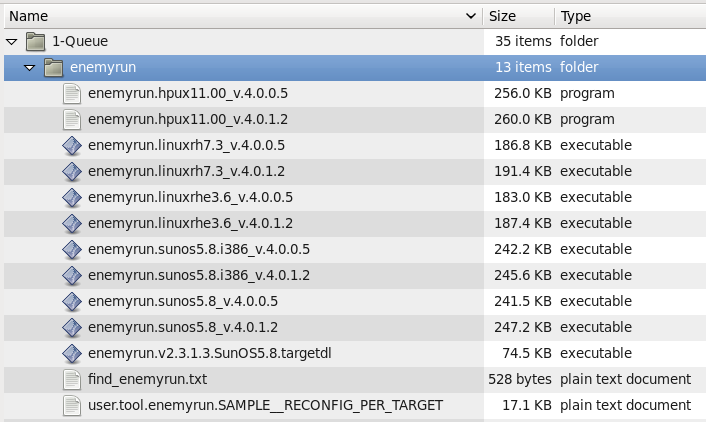 Name Size Type
1-Queue 35 items folder
enemyrun 13 items folder
enemyrun.hpux11.00_v.4.0.0.5 256.0 KB program
enemyrun.hpux11.00_v.4.0.1.2 260.0 KB program
enemyrun.linuxrh7.3_v.4.0.0.5 186.8 KB executable
enemyrun.linuxrh7.3_v.4.0.1.2 191.4 KB executable
enemyrun.linuxrhe3.6_v.4.0.0.5 183.0 KB executable
enemyrun.linuxrhe3.6_v.4.0.1.2 187.4 KB executable
enemyrun.sunos5.8.i386_v.4.0.0.5 242.2 KB executable
enemyrun.sunos5.8.i386_v.4.0.1.2 245.6 KB executable
enemyrun.sunos5.8_v.4.0.0.5 241.5 KB executable
enemyrun.sunos5.8_v.4.0.1.2 247.2 KB executable
enemyrun.v2.3.1.3.SunOS5.8.targetdl 74.5 KB executable
find_enemyrun.txt 528 bytes plain text document
user.tool.enemyrun.SAMPLE__RECONFIG_PER_TARGET 17.1 KB plain text document